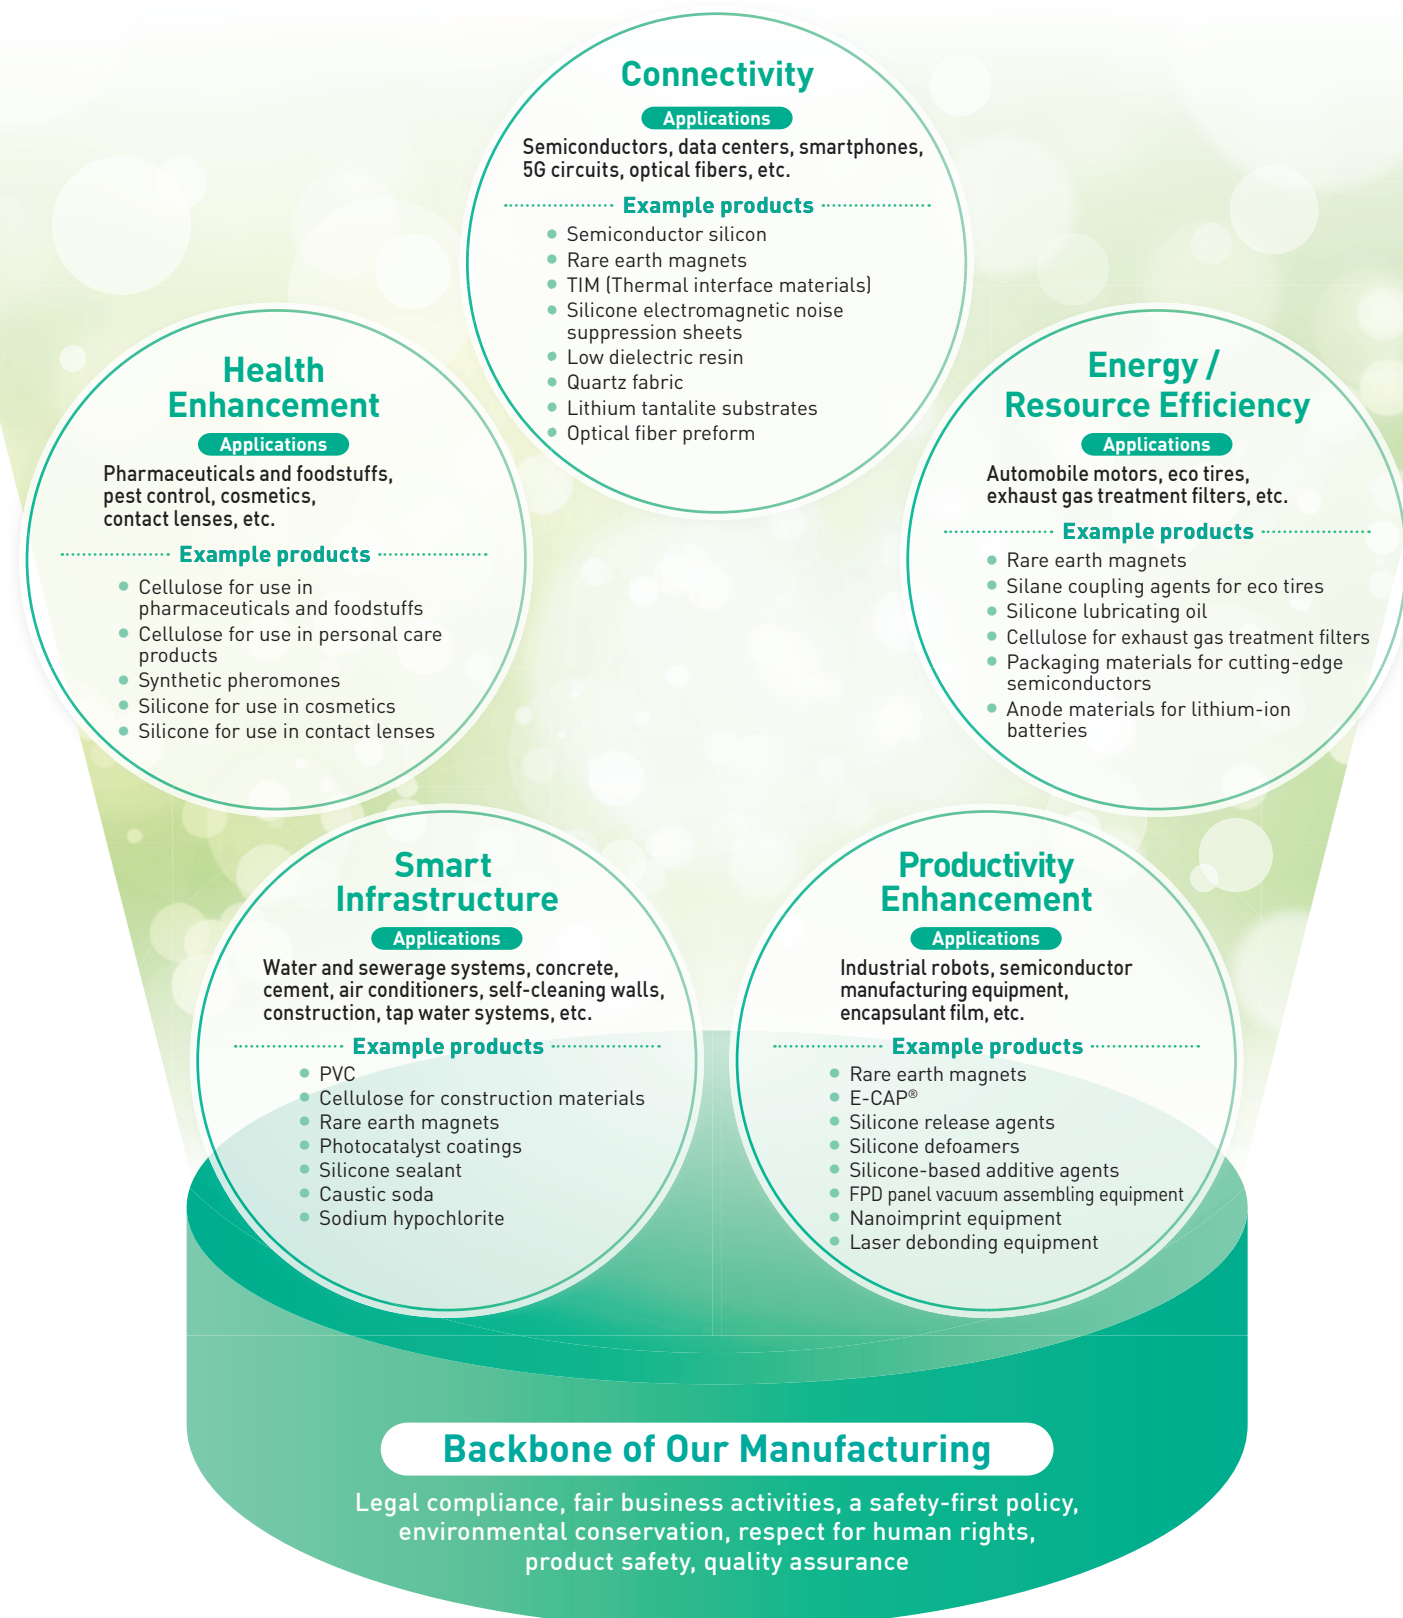 Connectivity
Applications
Semiconductors, data centers, smartphones,
5G circuits, optical fibers, etc.
Example products
● Semiconductor silicon
● Rare earth magnets
● TIM (Thermal interface materials)
● Silicone electromagnetic noise
suppression sheets
● Low dielectric resin
● Quartz fabric
● Lithium tantalite substrates
● Optical fiber preform
Health
Enhancement
Applications
Pharmaceuticals and foodstuffs,
pest control, cosmetics,
contact lenses, etc.
Example products
● Cellulose for use in
pharmaceuticals and foodstuffs
● Cellulose for use in personal care
products
● Synthetic pheromones
● Silicone for use in cosmetics
● Silicone for use in contact lenses
Energy /
Resource Efficiency
Applications
Automobile motors, eco tires,
exhaust gas treatment filters, etc.
Example products
● Rare earth magnets
● Silane coupling agents for eco tires
● Silicone lubricating oil
● Cellulose for exhaust gas treatment filters
● Packaging materials for cutting-edge
semiconductors
● Anode materials for lithium-ion
batteries
Smart
Infrastructure
Applications
Water and sewerage systems, concrete,
cement, air conditioners, self-cleaning walls,
construction, tap water systems, etc.
Example products
● PVC
● Cellulose for construction materials
● Rare earth magnets
● Photocatalyst coatings
● Silicone sealant
● Caustic soda
● Sodium hypochlorite
Productivity
Enhancement
Applications
Industrial robots, semiconductor
manufacturing equipment,
encapsulant film, etc.
Example products
● Rare earth magnets
● E-CAP®
● Silicone release agents
● Silicone defoamers
● Silicone-based additive agents
● FPD panel vacuum assembling equipment
● Nanoimprint equipment
● Laser debonding equipment
Backbone of Our Manufacturing
Legal compliance, fair business activities, a safety-first policy,
environmental conservation, respect for human rights,
product safety, quality assurance